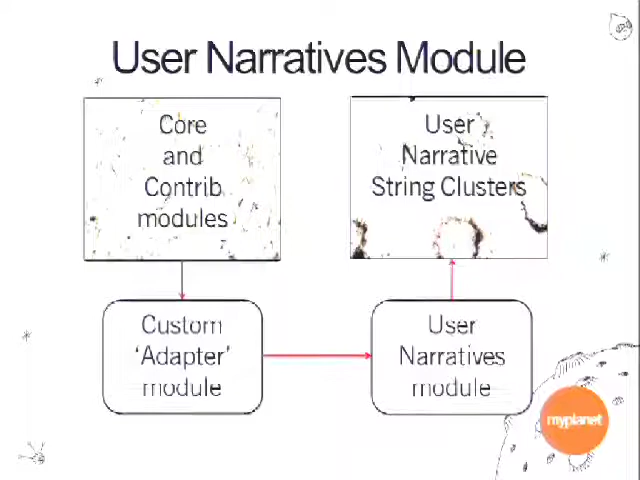 User Narratives Module
Core
and
Contrib
modules
User
Narrative
String Clusters
Custom
‘Adapter’
module
User
Narratives
module
myplanet